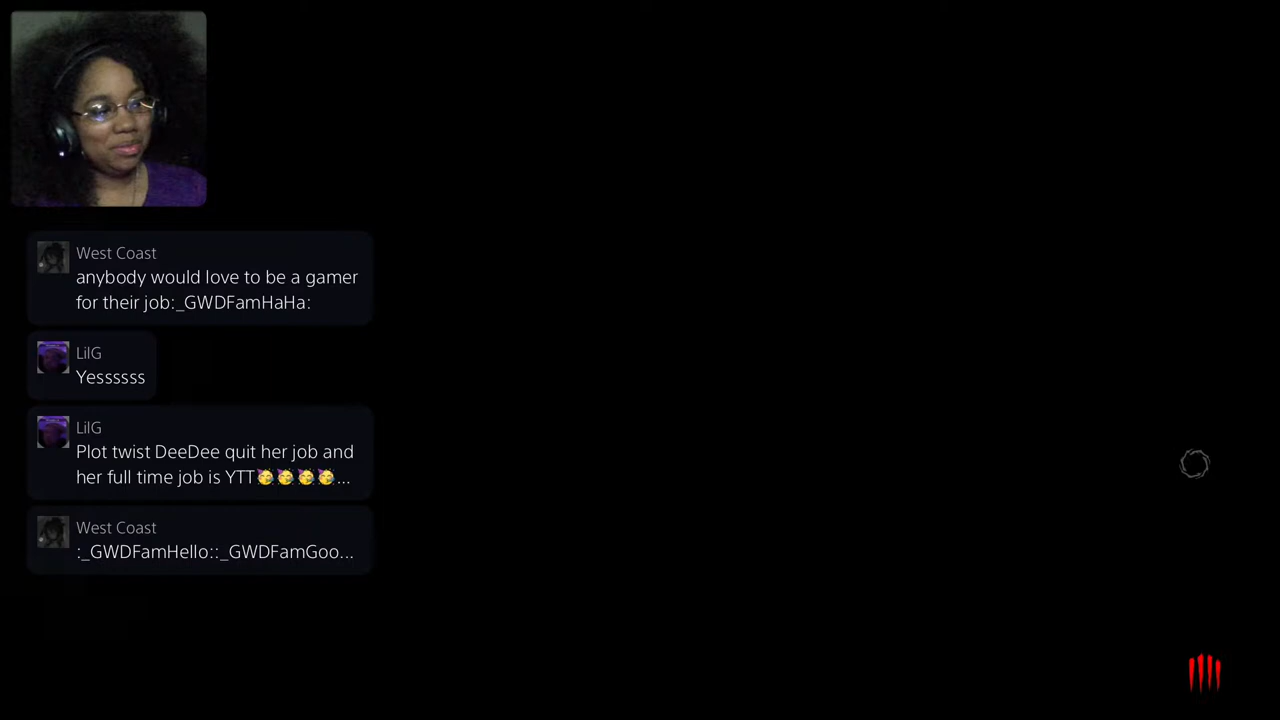 West Coast
anybody would love to be a gamer
for their job:_GWDFamHaHa:
LilG
Yessssss
LilG
Plot twist DeeDee quit her job and
her full time job is YTT🥳🥳🥳🥳...
West Coast
:_GWDFamHello::_GWDFamGoo...